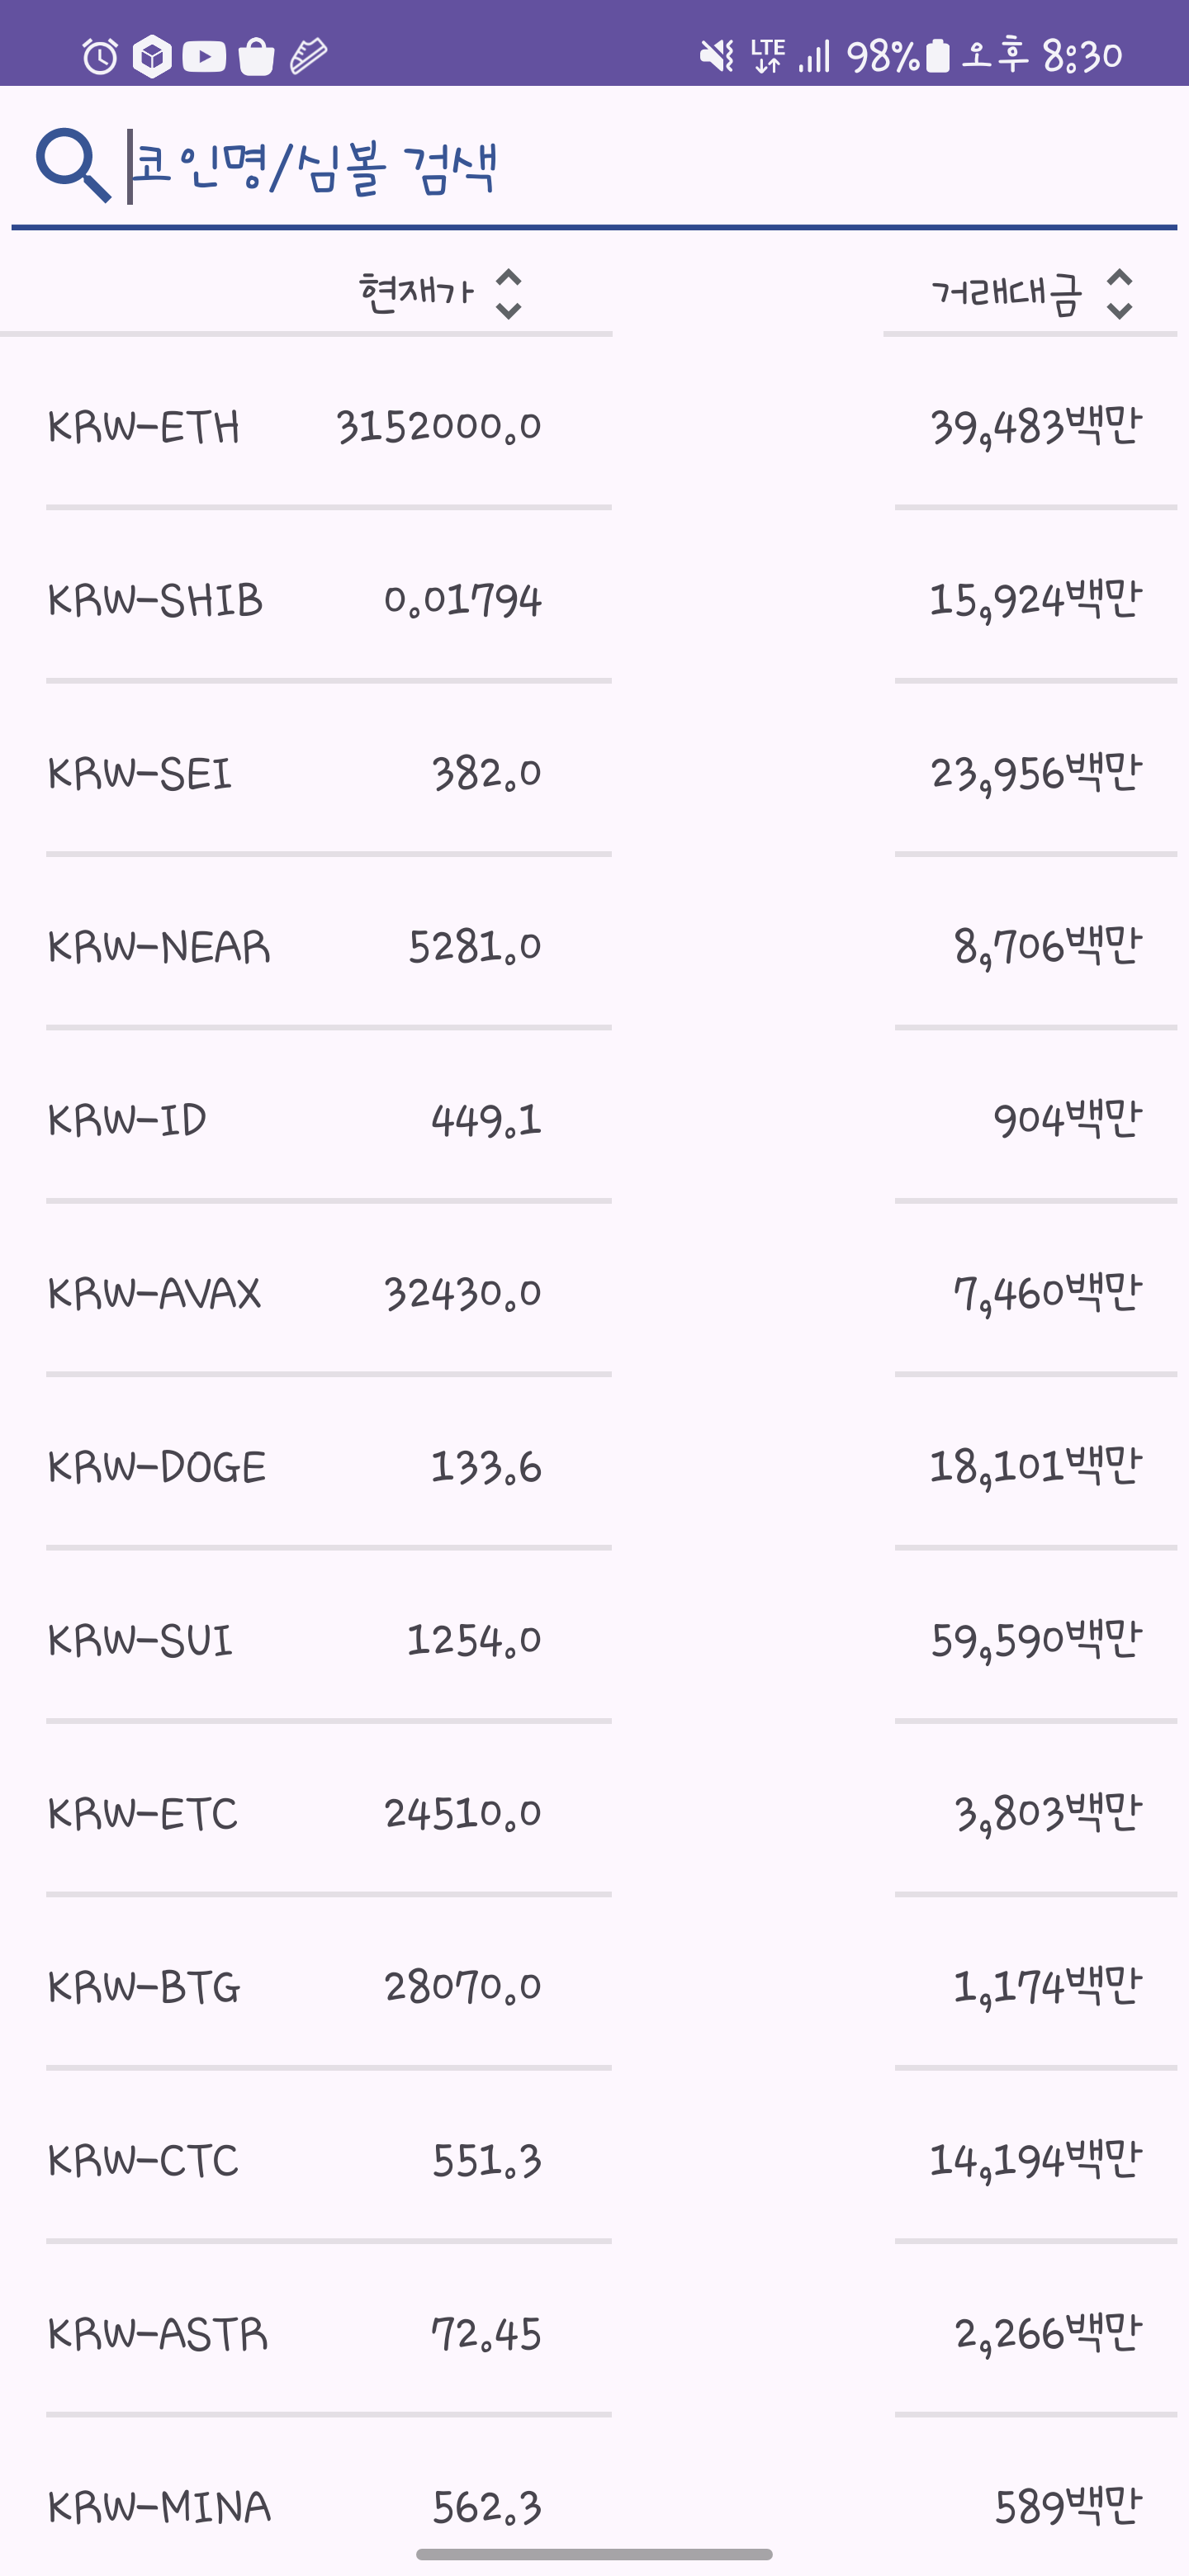 LTE 98% 오후 8:30
코인명/심볼 검색
현재가 거래대금
KRW-ETH 3152000.0 39,483백만
KRW-SHIB 0.01794 15,924백만
KRW-SEI 382.0 23,956백만
KRW-NEAR 5281.0 8,706백만
KRW-ID 449.1 904백만
KRW-AVAX 32430.0 7,460백만
KRW-DOGE 133.6 18,101백만
KRW-SUI 1254.0 59,590백만
KRW-ETC 24510.0 3,803백만
KRW-BTG 28070.0 1,174백만
KRW-CTC 551.3 14,194백만
KRW-ASTR 72.45 2,266백만
KRW-MINA 562.3 589백만